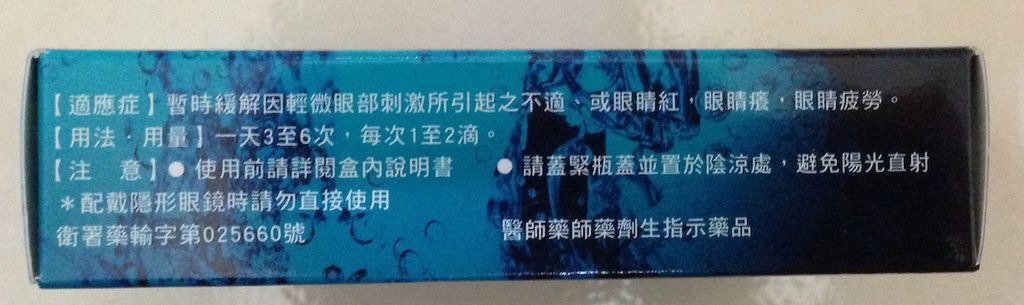 【適應症】暫時緩解因輕微眼部刺激所引起之不適、或眼睛紅，眼睛癢，眼睛疲勞。
【用法．用量】一天3至6次，每次1至2滴。
【注　意】●使用前請詳閱盒內說明書　●請蓋緊瓶蓋並置於陰涼處，避免陽光直射
＊配戴隱形眼鏡時請勿直接使用
衛署藥輸字第025660號　醫師藥師藥劑生指示藥品